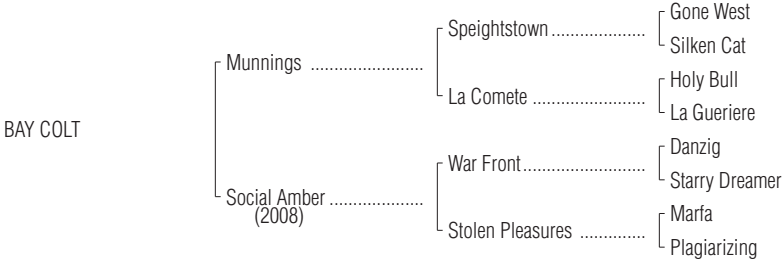 Gone West
Speightstown ....................
Silken Cat
Munnings ........................
Holy Bull
La Comete ........................
La Gueriere
BAY COLT
Danzig
War Front..........................
Starry Dreamer
Social Amber ....................
(2008)
Marfa
Stolen Pleasures ..............
Plagiarizing